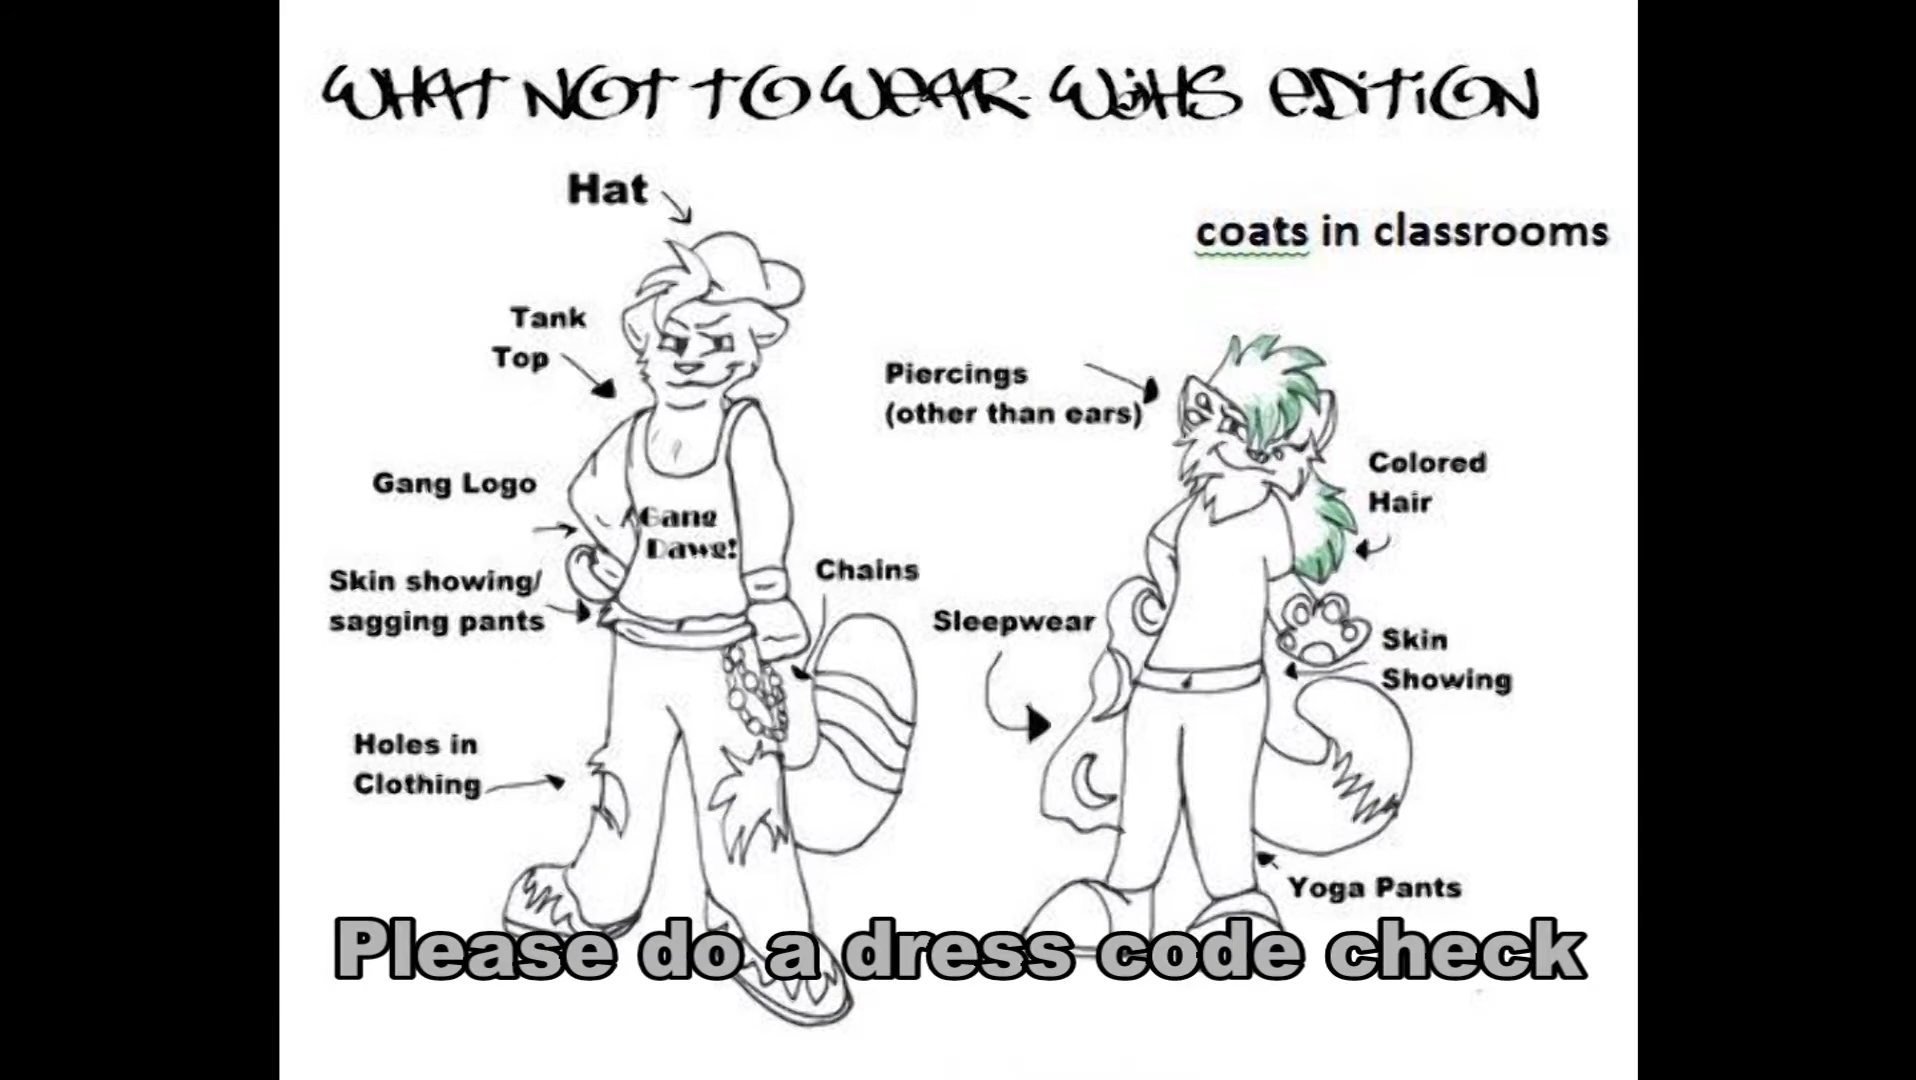 WHAT NOT TO WEAR- WJHS EDITION
Hat
coats in classrooms
Tank
Top
Piercings
(other than ears)
Colored
Hair
Gang Logo
Gang
Dawg!
Chains
Skin showing/
sagging pants
Sleepwear
Skin
Showing
Holes in
Clothing
Yoga Pants
Please do a dress code check